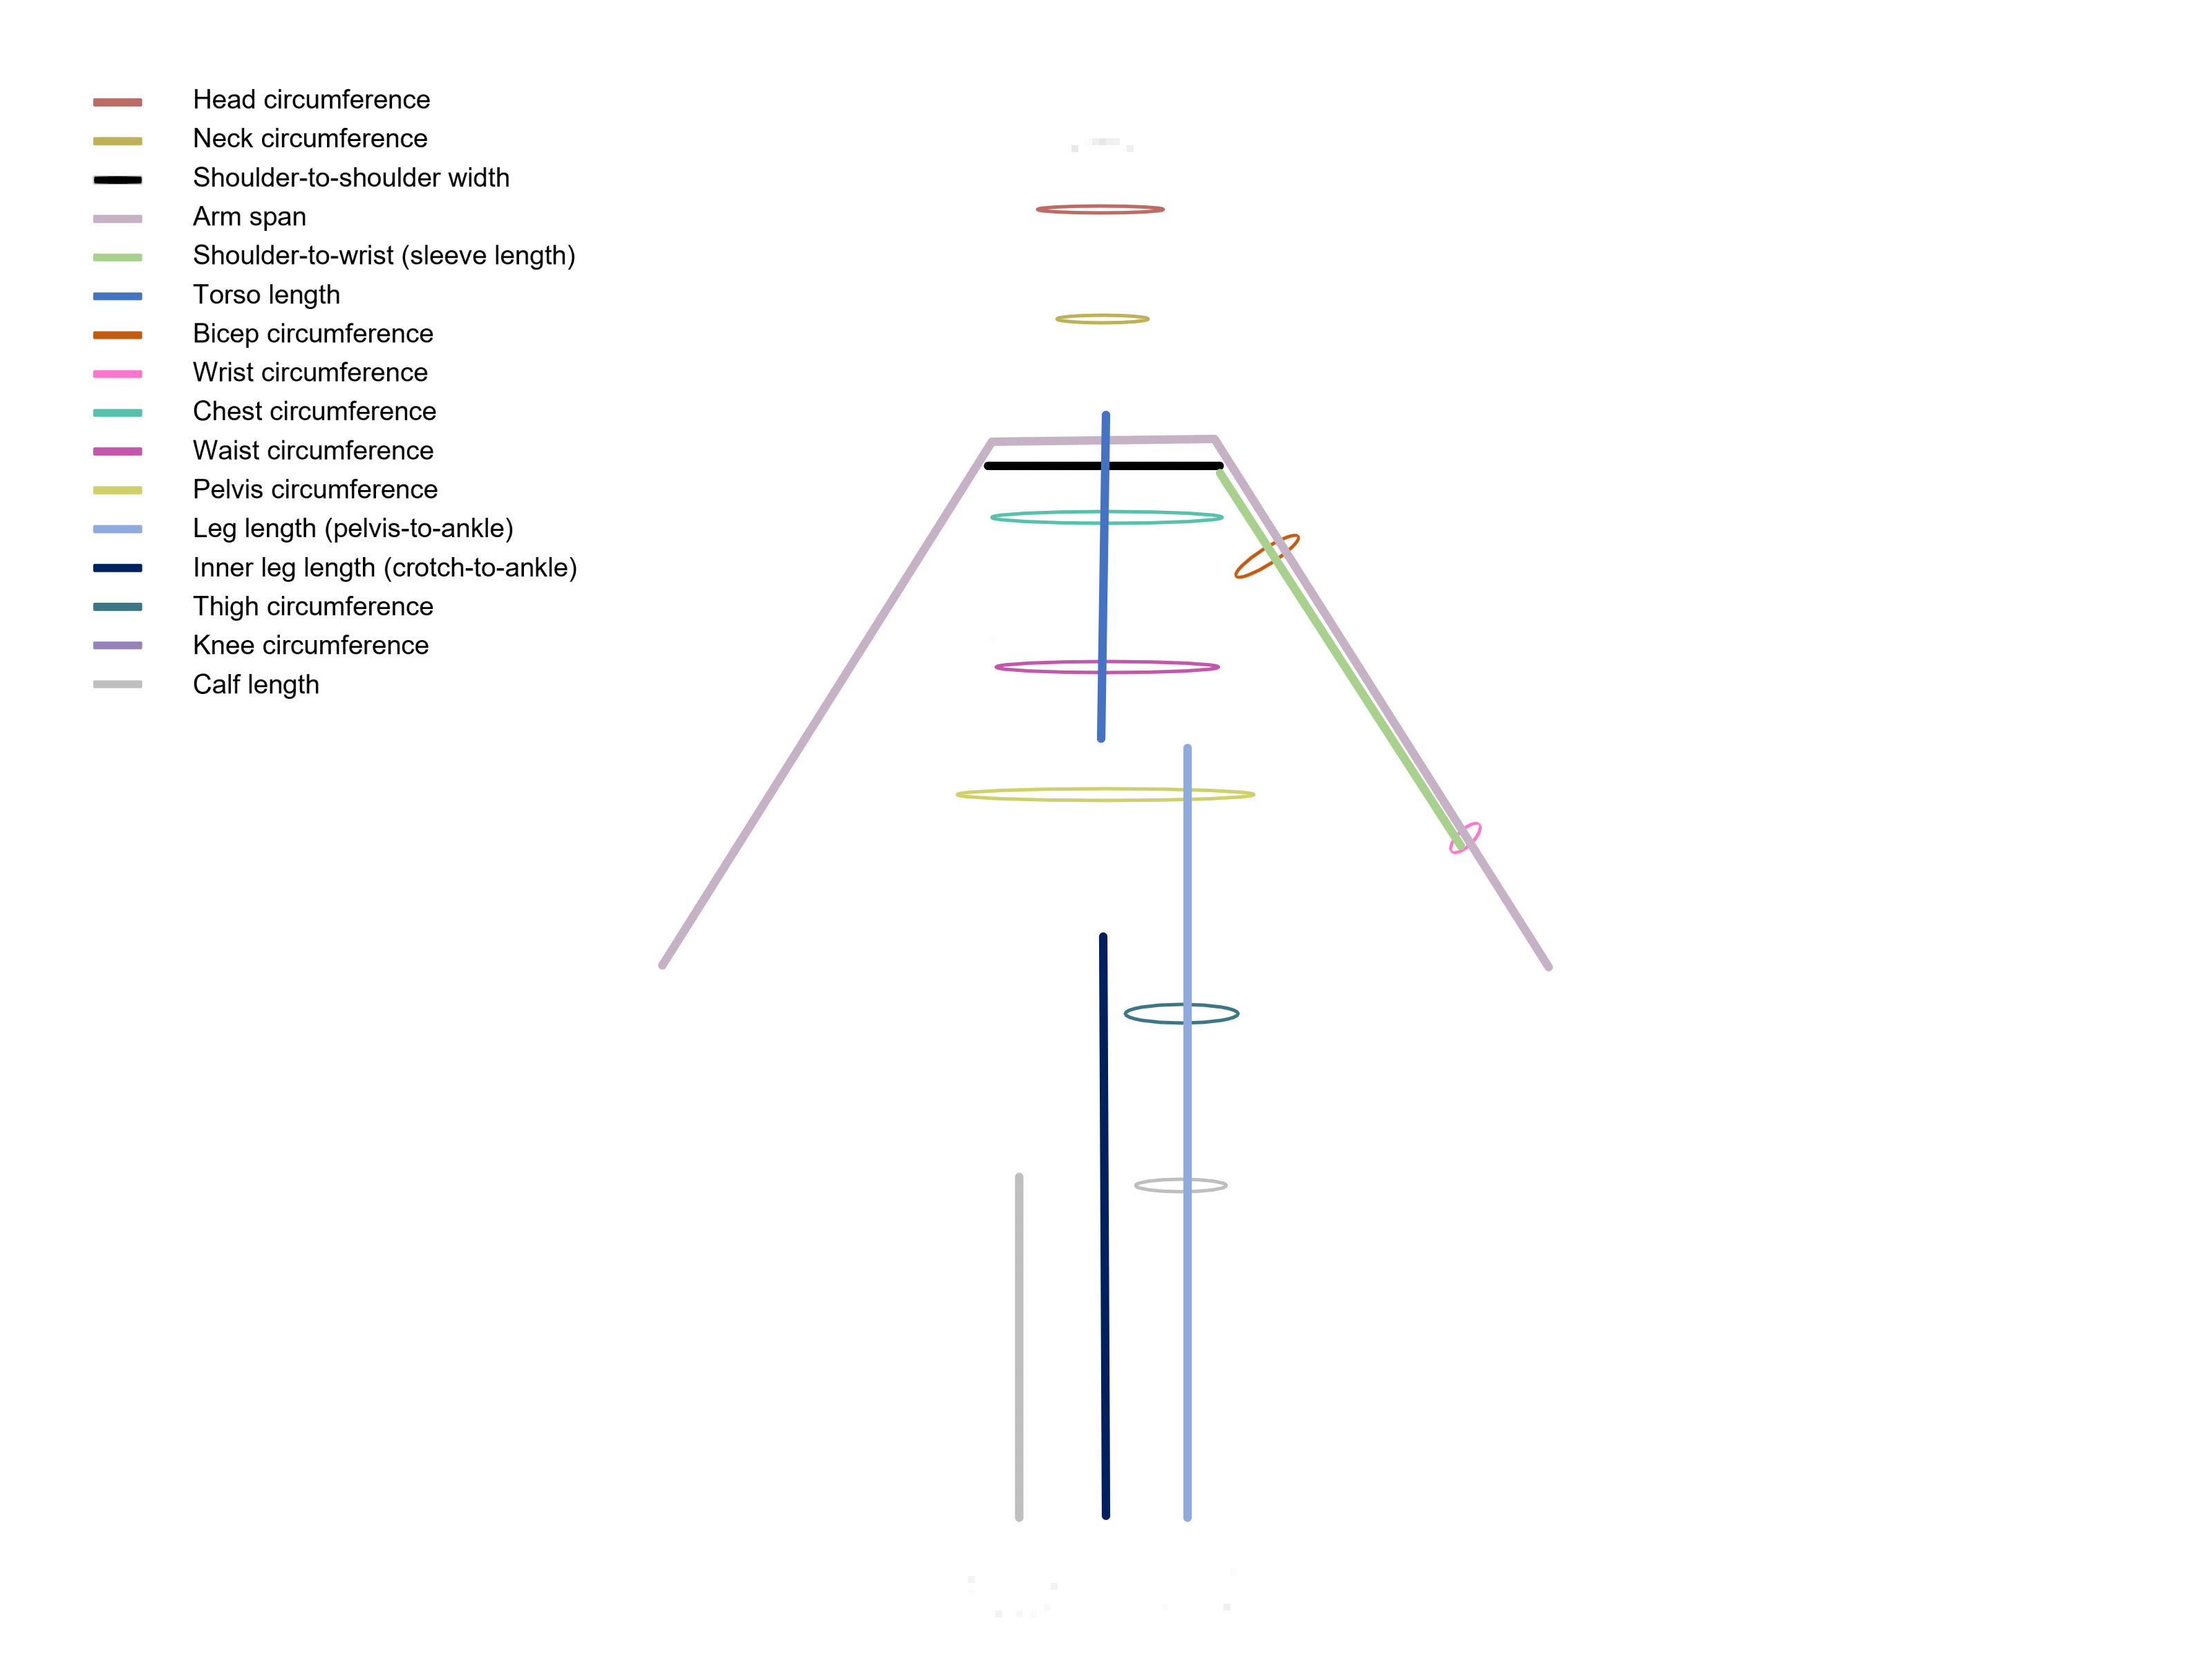 Head circumference
Neck circumference
Shoulder-to-shoulder width
Arm span
Shoulder-to-wrist (sleeve length)
Torso length
Bicep circumference
Wrist circumference
Chest circumference
Waist circumference
Pelvis circumference
Leg length (pelvis-to-ankle)
Inner leg length (crotch-to-ankle)
Thigh circumference
Knee circumference
Calf length